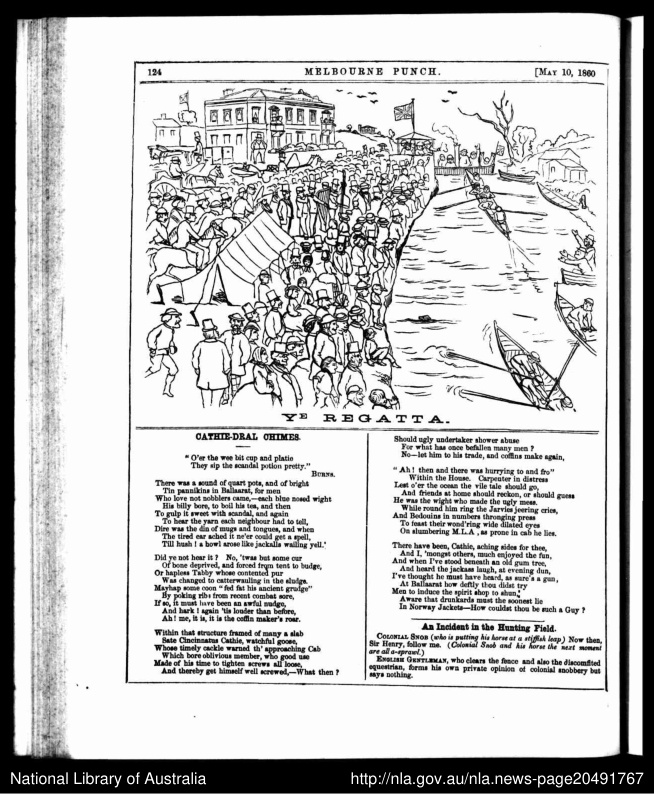 124
MELBOURNE PUNCH.
[MAY 10, 1860
YE REGATTA.
CATHIE-DRAL CHIMES.
"O'er the wee bit cup and platie
They sip the scandal potion pretty."
BURNS.
There was a sound of quart pots, and of bright
Tin pannikins in Ballaarat, for men
Who love not nobblers came,—each blue nosed wight
His billy bore, to boil his tea, and then
To gulp it sweet with scandal, and again
To hear the yarn each neighbour had to tell,
Dire was the din of mugs and tongues, and when
The tired ear ached it ne'er could get a spell,
Till hush! a bowl arose like jackalls wailing yell.'
Did ye not hear it? No, 'twas but some cur
Of bone deprived, and forced from tent to budge,
Or hapless Tabby whose contented pur
Was changed to catterwauling in the sludge.
Mayhap some coon "fed fat his ancient grudge"
By poking ribs from recent combat sore,
If so, it must have been an awful nudge,
And hark! again 'tis louder than before,
Ah! me, it is, it is the coffin maker's roar.
Within that structure framed of many a slab
Sate Cincinnatus Cathie, watchful goose,
Whose timely cackle warned th' approaching Cab
Which bore oblivious member, who good use
Made of his time to tighten screws all loose,
And thereby get himself well screwed,—What then?
Should ugly undertaker shower abuse
For what has once befallen many men?
No—let him to his trade, and coffins make again,
"Ah! then and there was hurrying to and fro"
Within the House. Carpenter in distress
Lest o'er the ocean the vile tale should go,
And friends at home should reckon, or should guess
He was the wight who made the ugly mess.
While round him ring the Jarvies jeering cries,
And Bedouins in numbers thronging press
To feast their wond'ring wide dilated eyes
On slumbering M.L.A., as prone in cab he lies.
There have been, Cathie, aching sides for thee,
And I, 'mongst others, much enjoyed the fun,
And when I've stood beneath an old gum tree,
And heard the jackass laugh, at evening dun,
I've thought he must have heard, as sure's a gun,
At Ballaarat how deftly thou didst try
Men to induce the spirit shop to shun,
Aware that drunkards must the soonest lie
In Norway Jackets—How couldst thou be such a Guy?
An Incident in the Hunting Field.
COLONIAL SNOB (who is putting his horse at a stiffish leap) Now then,
Sir Henry, follow me. (Colonial Snob and his horse the next moment
are all a-sprawl.)
ENGLISH GENTLEMAN, who clears the fence and also the discomfited
equestrian, forms his own private opinion of colonial snobbery but
says nothing.
National Library of Australia
http://nla.gov.au/nla.news-page20491767